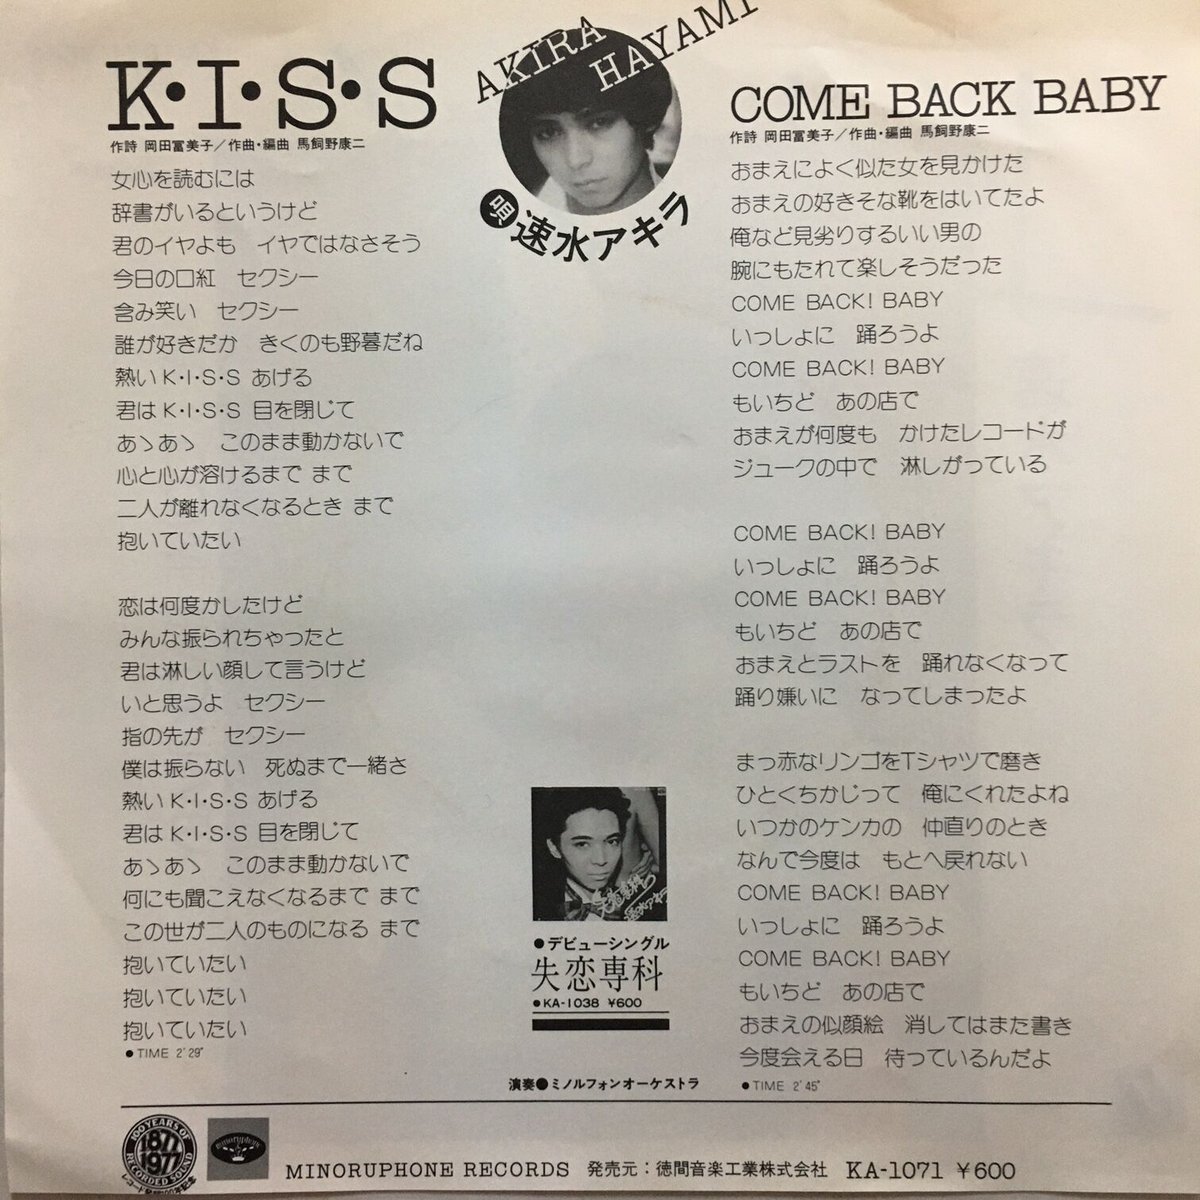 K・I・S・S
作詩 岡田冨美子／作曲・編曲 馬飼野康二
女心を読むには
辞書がいるというけど
君のイヤよも　イヤではなさそう
今日の口紅　セクシー
含み笑い　セクシー
誰が好きだか　きくのも野暮だね
熱いK・I・S・S あげる
君はK・I・S・S 目を閉じて
あゝあゝ　このまま動かないで
心と心が溶けるまで まで
二人が離れなくなるとき まで
抱いていたい
恋は何度かしたけど
みんな振られちゃったと
君は淋しい顔して言うけど
いと思うよ　セクシー
指の先が　セクシー
僕は振らない　死ぬまで一緒さ
熱いK・I・S・S あげる
君はK・I・S・S 目を閉じて
あゝあゝ　このまま動かないで
何にも聞こえなくなるまで まで
この世が二人のものになる まで
抱いていたい
抱いていたい
抱いていたい
●TIME 2'29"
AKIRA
HAYAMI
唄 速水アキラ
●デビューシングル
失恋専科
●KA-1038 ¥600
演奏●ミノルフォンオーケストラ
COME BACK BABY
作詩 岡田冨美子／作曲・編曲 馬飼野康二
おまえによく似た女を見かけた
おまえの好きそな靴をはいてたよ
俺など見劣りするいい男の
腕にもたれて楽しそうだった
COME BACK! BABY
いっしょに　踊ろうよ
COME BACK! BABY
もいちど　あの店で
おまえが何度も　かけたレコードが
ジュークの中で　淋しがっている
COME BACK! BABY
いっしょに　踊ろうよ
COME BACK! BABY
もいちど　あの店で
おまえとラストを　踊れなくなって
踊り嫌いに　なってしまったよ
まっ赤なリンゴをTシャツで磨き
ひとくちかじって　俺にくれたよね
いつかのケンカの　仲直りのとき
なんで今度は　もとへ戻れない
COME BACK! BABY
いっしょに　踊ろうよ
COME BACK! BABY
もいちど　あの店で
おまえの似顔絵　消してはまた書き
今度会える日　待っているんだよ
●TIME 2'45"
100 YEARS OF
1877
1977
RECORDED SOUND
minoruphone
MINORUPHONE RECORDS　発売元：徳間音楽工業株式会社　KA-1071 ¥600